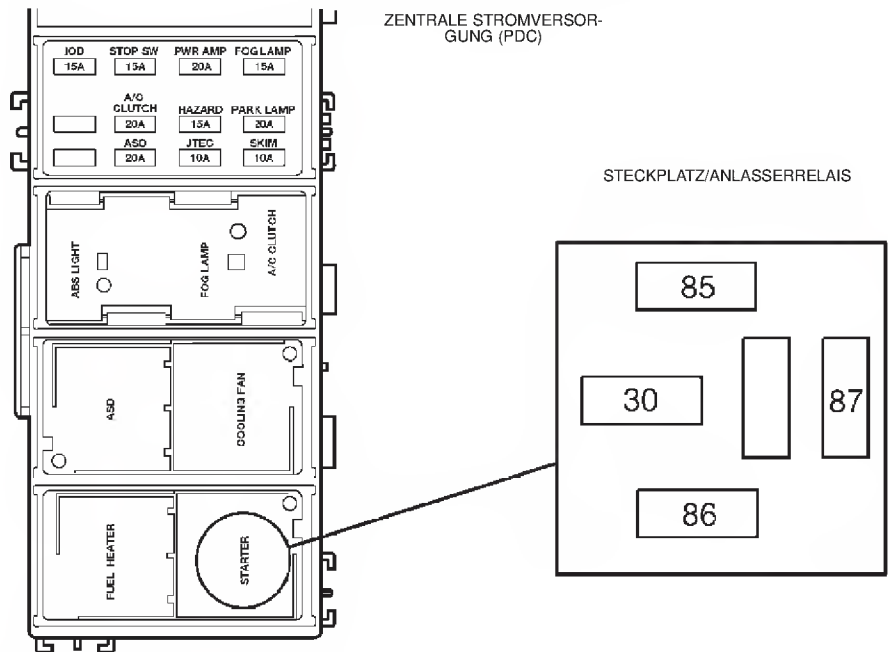 ZENTRALE STROMVERSOR-
GUNG (PDC)
IOD STOP SW PWR AMP FOG LAMP
15A 15A 20A 15A
A/C
CLUTCH HAZARD PARK LAMP
20A 15A 20A
ASD JTEC SKIM
20A 10A 10A
ABS LIGHT
FOG LAMP
A/C CLUTCH
ASD
COOLING FAN
FUEL HEATER
STARTER
STECKPLATZ/ANLASSERRELAIS
85
30
87
86